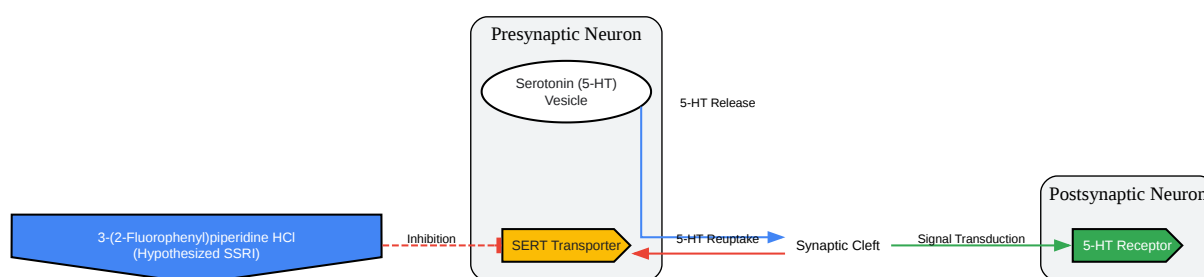 Presynaptic Neuron
Serotonin (5-HT)
Vesicle
5-HT Release
Postsynaptic Neuron
3-(2-Fluorophenyl)piperidine HCl
(Hypothesized SSRI)
Inhibition
SERT Transporter
5-HT Reuptake
Synaptic Cleft
Signal Transduction
5-HT Receptor